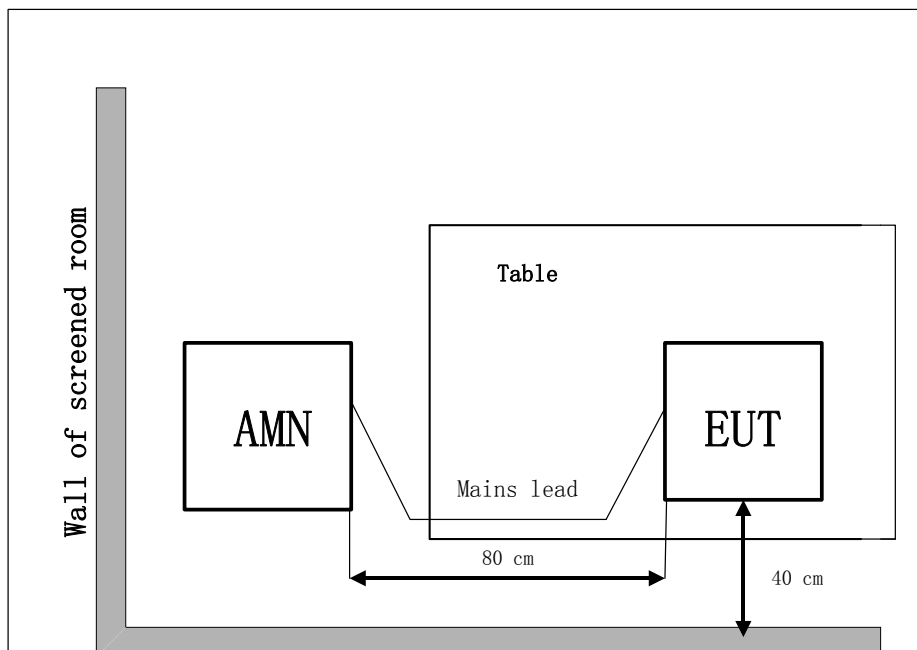 Wall of screened room
Table
AMN
EUT
Mains lead
80 cm
40 cm